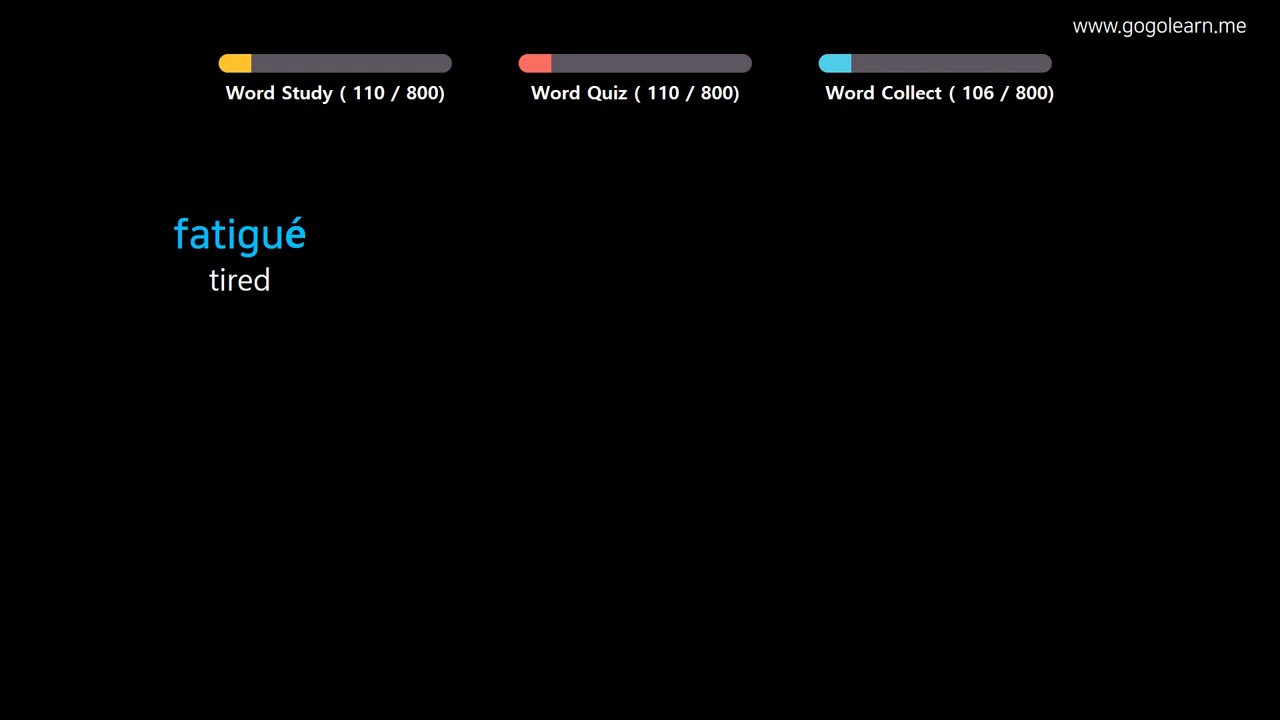 www.gogolearn.me
Word Study ( 110 / 800)
Word Quiz ( 110 / 800)
Word Collect ( 106 / 800)
fatigué
tired